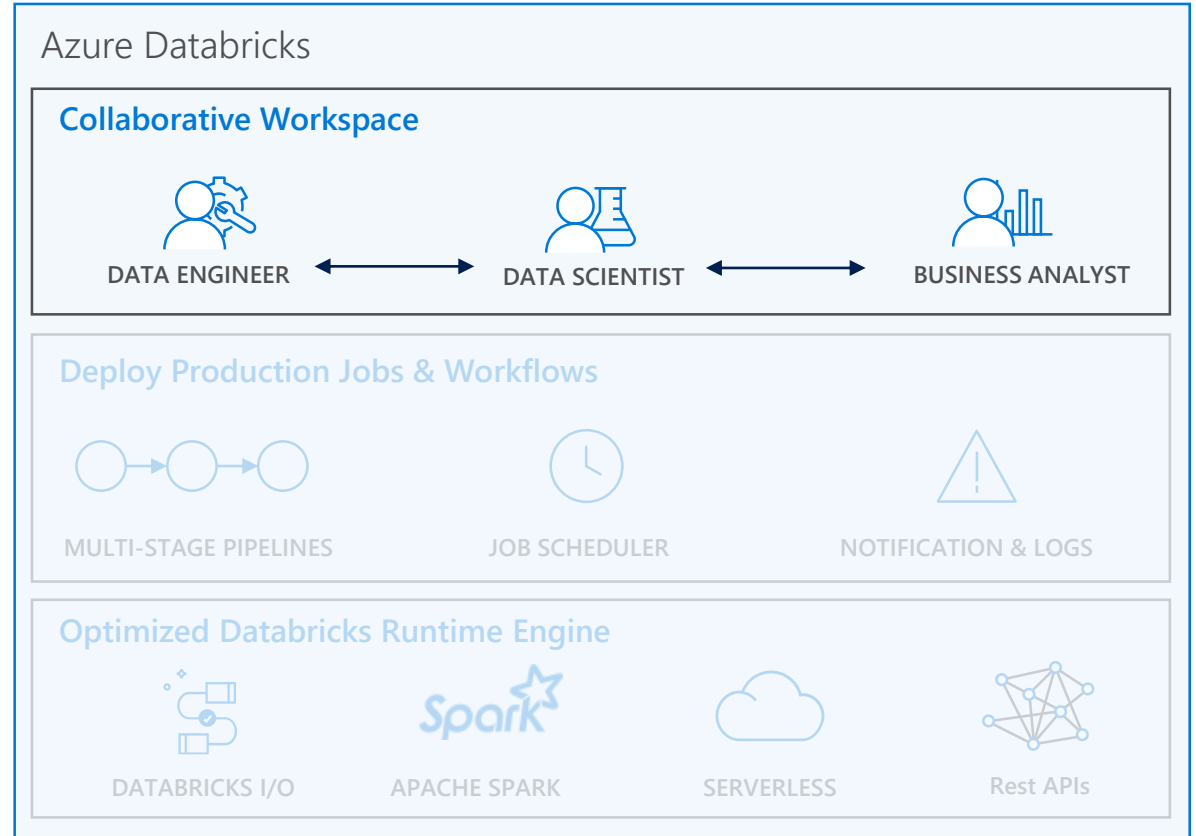 Azure Databricks
Collaborative Workspace
DATA ENGINEER
DATA SCIENTIST
BUSINESS ANALYST
Deploy Production Jobs & Workflows
MULTI-STAGE PIPELINES
JOB SCHEDULER
NOTIFICATION & LOGS
Optimized Databricks Runtime Engine
Spark
DATABRICKS I/O
APACHE SPARK
SERVERLESS
Rest APIs